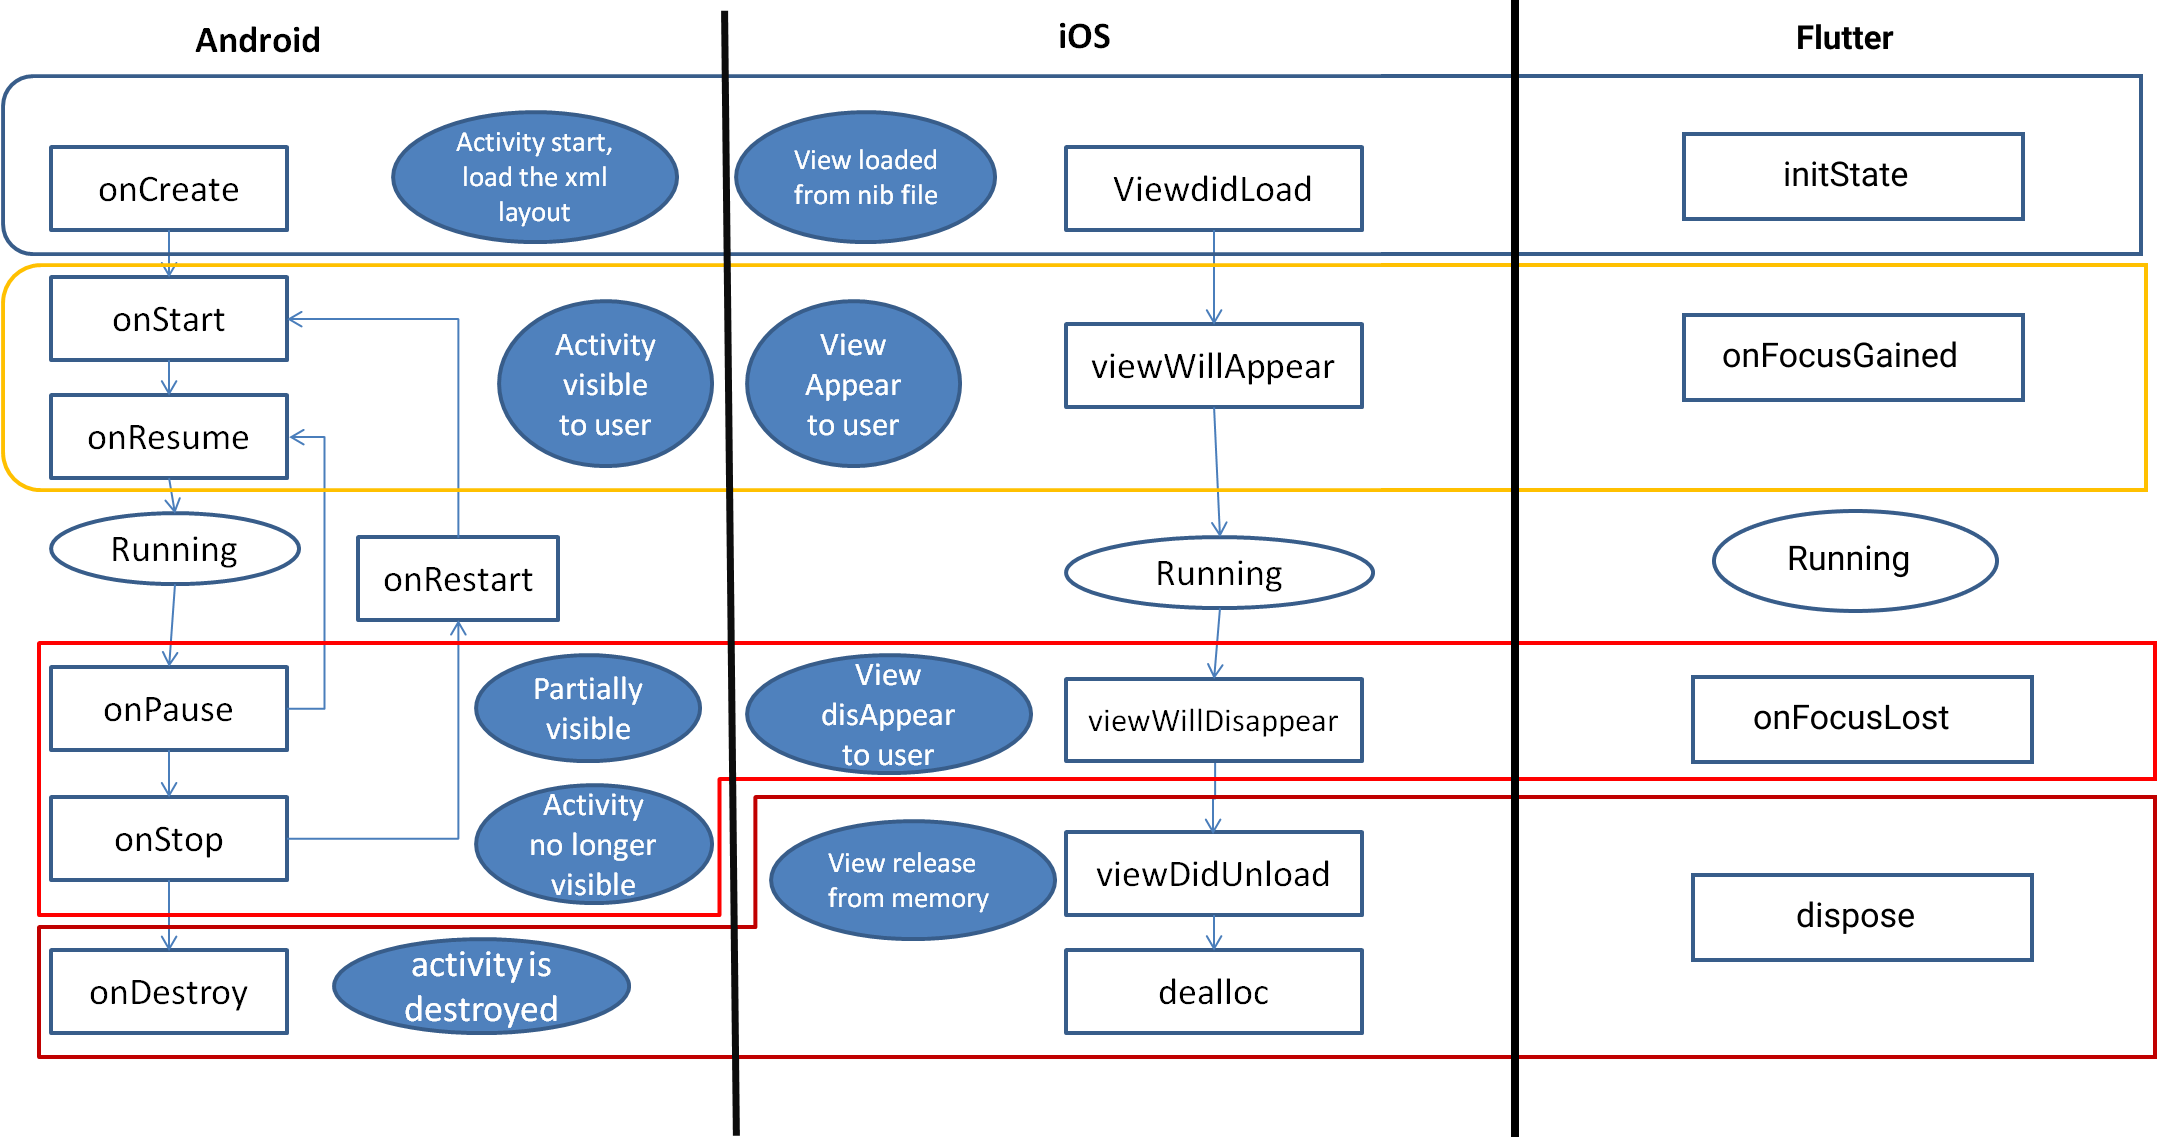 Android
iOS
Flutter
onCreate
Activity start,
load the xml
layout
View loaded
from nib file
ViewdidLoad
initState
onStart
Activity
visible
to user
View
Appear
to user
viewWillAppear
onFocusGained
onResume
Running
onRestart
Running
Running
onPause
Partially
visible
View
disAppear
to user
viewWillDisappear
onFocusLost
onStop
Activity
no longer
visible
View release
from memory
viewDidUnload
dispose
onDestroy
activity is
destroyed
dealloc